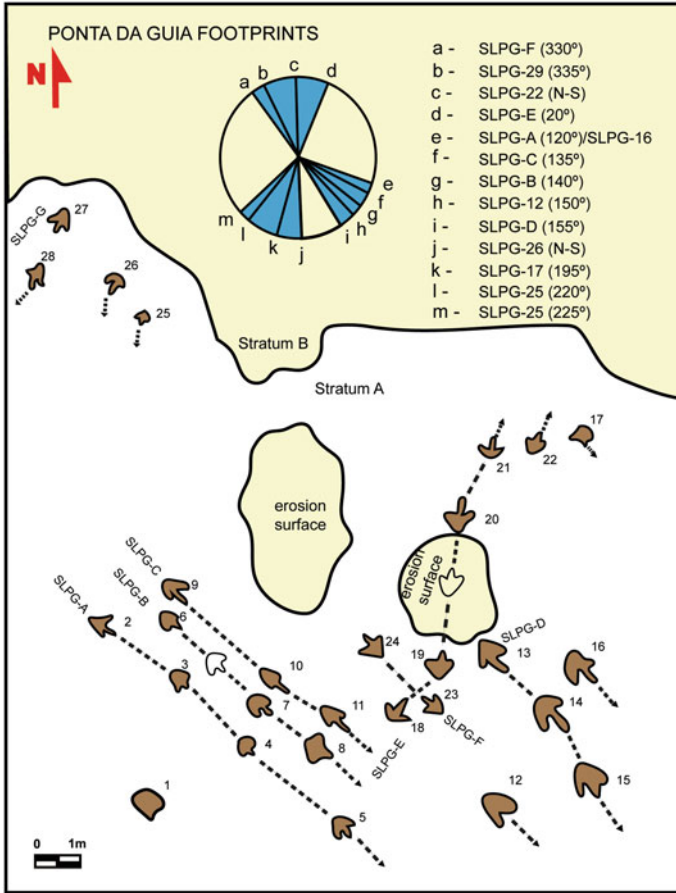 PONTA DA GUIA FOOTPRINTS
N
a b c d
e
f
g
h
i
j
k
l
m
a - SLPG-F (330º)
b - SLPG-29 (335º)
c - SLPG-22 (N-S)
d - SLPG-E (20º)
e - SLPG-A (120º)/SLPG-16
f - SLPG-C (135º)
g - SLPG-B (140º)
h - SLPG-12 (150º)
i - SLPG-D (155º)
j - SLPG-26 (N-S)
k - SLPG-17 (195º)
l - SLPG-25 (220º)
m - SLPG-25 (225º)
SLPG-G
27
28
26
25
Stratum B
Stratum A
17
22
21
20
erosion
surface
erosion
surface
SLPG-C
SLPG-B
SLPG-A
9
6
2
3
10
7
11
4
8
1
5
24
19
23
18
SLPG-E
SLPG-F
SLPG-D
13
16
14
15
12
0 1m